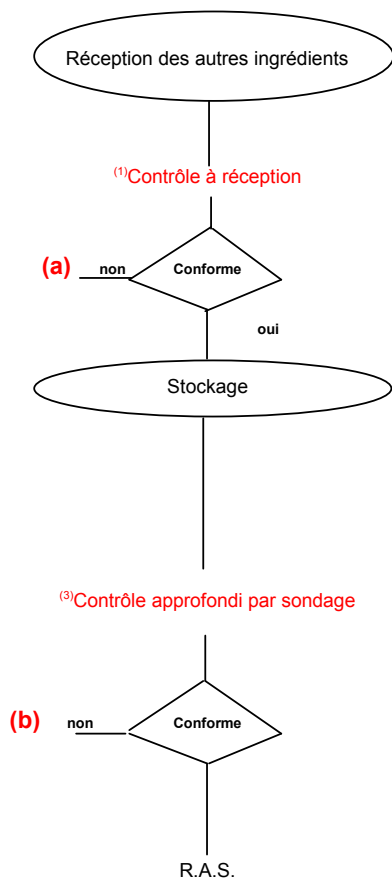 Réception des autres ingrédients
(1)Contrôle à réception
(a) non Conforme
oui
Stockage
(3)Contrôle approfondi par sondage
(b) non Conforme
R.A.S.